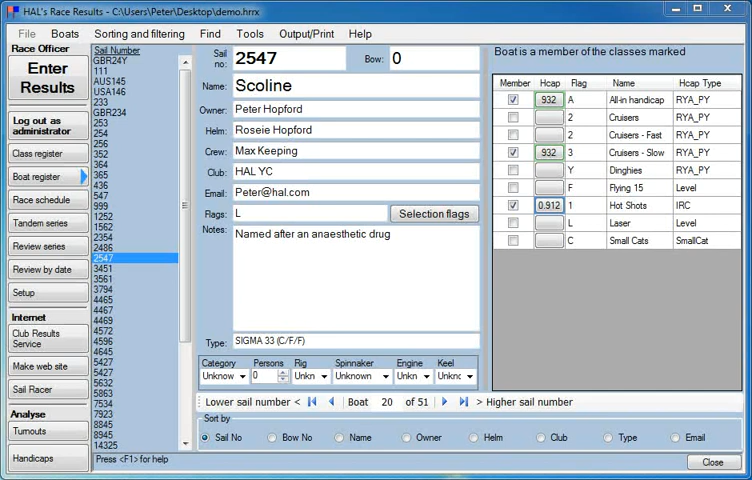 HAL's Race Results - C:\Users\Peter\Desktop\demo.hrrx
File Boats Sorting and filtering Find Tools Output/Print Help
Race Officer
Enter
Results
Log out as
administrator
Class register
Boat register
Race schedule
Tandem series
Review series
Review by date
Setup
Internet
Club Results
Service
Make web site
Sail Racer
Analyse
Turnouts
Handicaps
Sail Number
GBR24Y
111
AUS145
USA146
233
GBR234
253
254
256
352
364
365
436
547
999
1252
1562
2354
2486
2547
3451
3561
3794
4465
4469
4572
4596
4645
5427
5427
5632
5863
7534
7923
8845
8945
14325
Sail no: 2547 Bow: 0
Name: Scoline
Owner: Peter Hopford
Helm: Roseie Hopford
Crew: Max Keeping
Club: HAL YC
Email: Peter@hal.com
Flags: L Selection flags
Notes: Named after an anaesthetic drug
Type: SIGMA 33 (C/F/F)
Category Persons Rig Spinnaker Engine Keel
Unknow 0 Unkn Unknown Unkn Unknc
Lower sail number < Boat 20 of 51 > Higher sail number
Sort by
Sail No Bow No Name Owner Helm Club Type Email
Boat is a member of the classes marked
Member Hcap Flag Name Hcap Type
932 A All-in handicap RYA_PY
2 Cruisers RYA_PY
2 Cruisers - Fast RYA_PY
932 3 Cruisers - Slow RYA_PY
Y Dinghies RYA_PY
F Flying 15 Level
0.912 1 Hot Shots IRC
L Laser Level
C Small Cats SmallCat
Press <F1> for help
Close